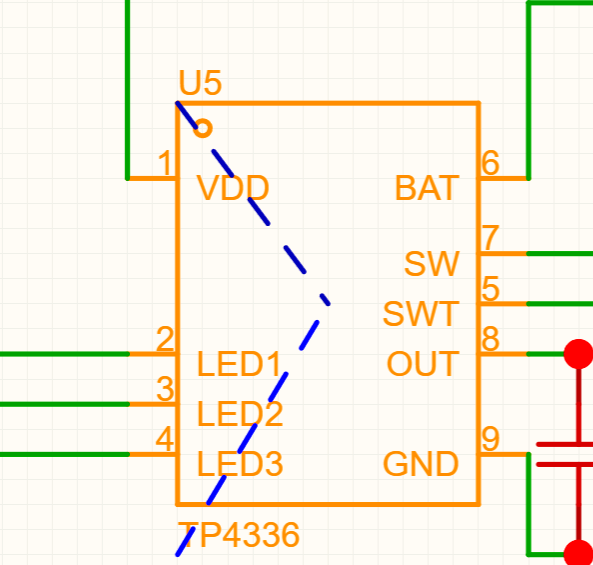 U5
1 VDD BAT 6
SW 7
SWT 5
2 LED1 OUT 8
3 LED2
4 LED3 GND 9
TP4336